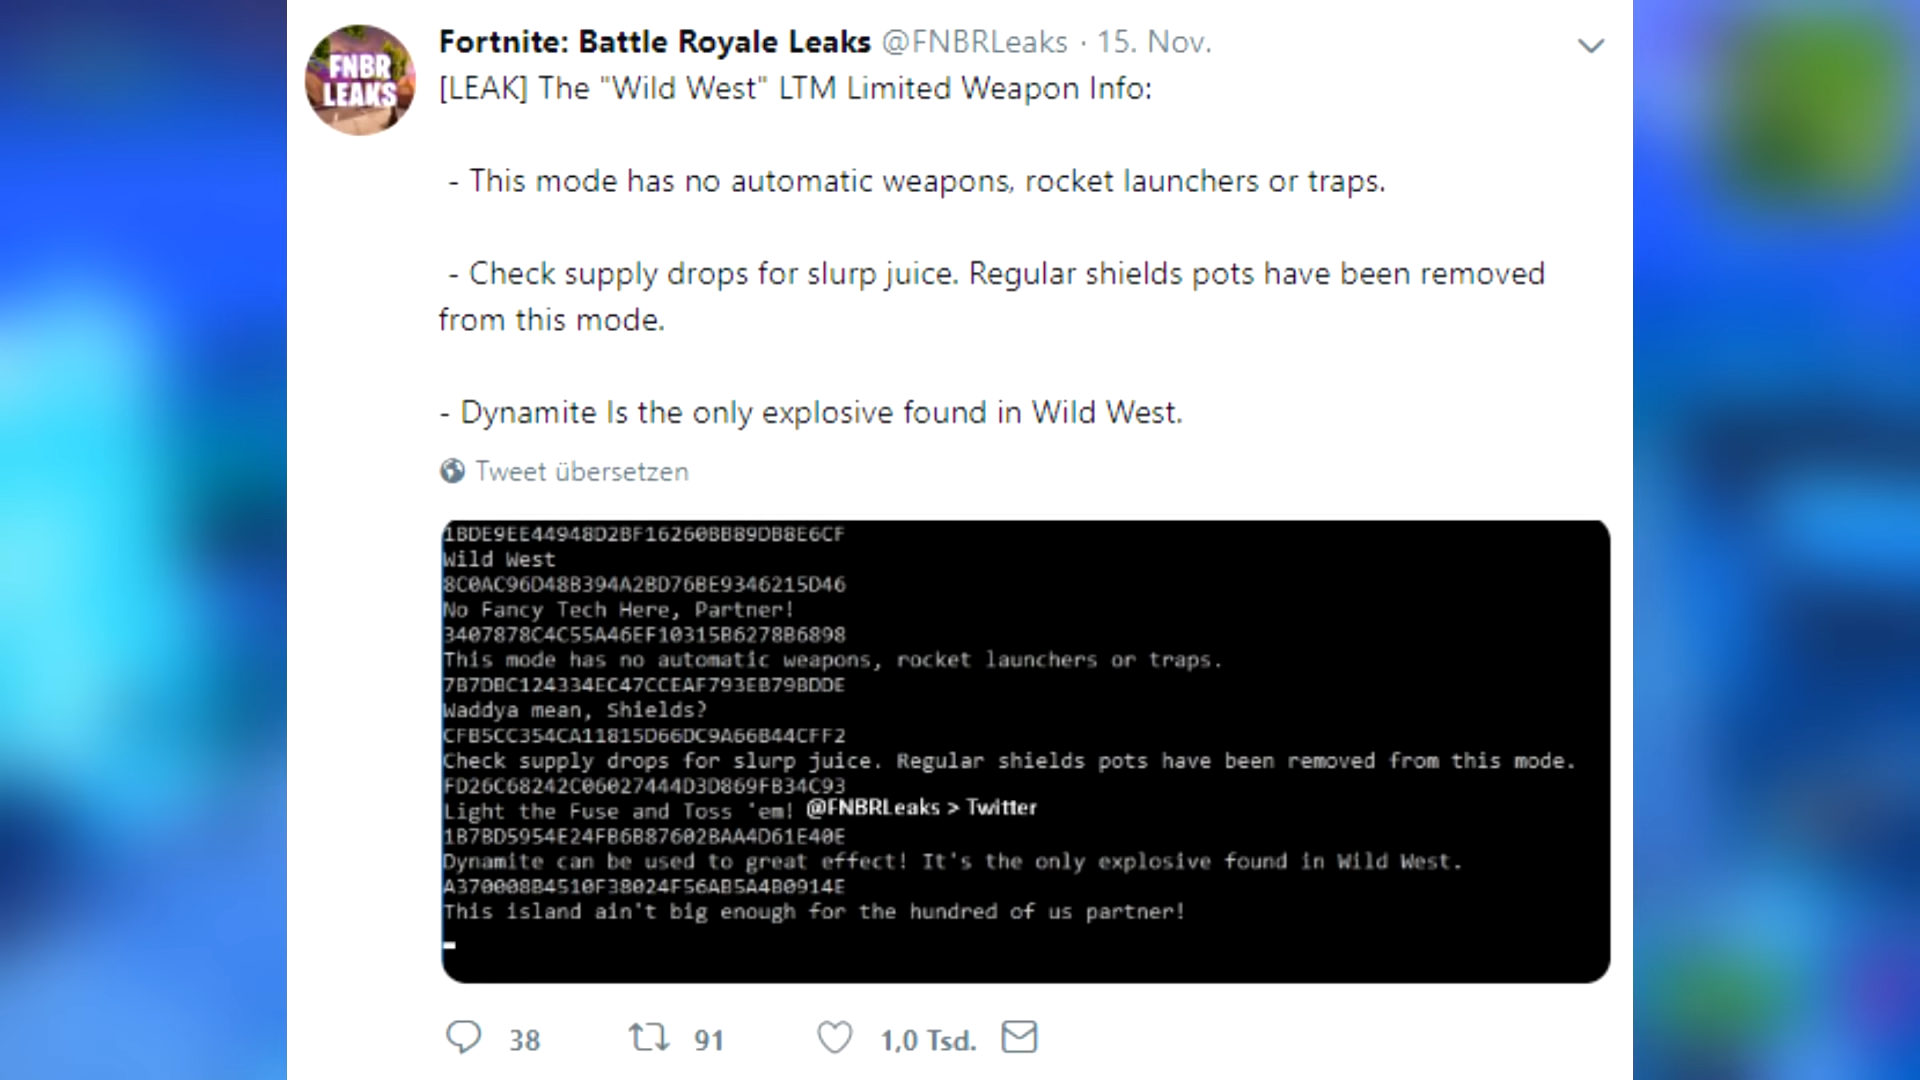 FNBR
LEAKS
Fortnite: Battle Royale Leaks @FNBRLeaks · 15. Nov.
[LEAK] The "Wild West" LTM Limited Weapon Info:
- This mode has no automatic weapons, rocket launchers or traps.
- Check supply drops for slurp juice. Regular shields pots have been removed
from this mode.
- Dynamite Is the only explosive found in Wild West.
Tweet übersetzen
1BDE9EE44948D2BF16260BB89DB8E6CF
Wild West
8C0AC96D48B394A2BD76BE9346215D46
No Fancy Tech Here, Partner!
3407878C4C55A46EF10315B6278B6898
This mode has no automatic weapons, rocket launchers or traps.
7B7DBC124334EC47CCEAF793EB79BDDE
Waddya mean, Shields?
CFB5CC354CA11815D66DC9A66B44CFF2
Check supply drops for slurp juice. Regular shields pots have been removed from this mode.
FD26C68242C06027444D3D869FB34C93
Light the Fuse and Toss 'em! @FNBRLeaks > Twitter
1B7BD5954E24FB6B87602BAA4D61E40E
Dynamite can be used to great effect! It's the only explosive found in Wild West.
A370008B4510F38024F56AB5A4B0914E
This island ain't big enough for the hundred of us partner!
38 91 1,0 Tsd.